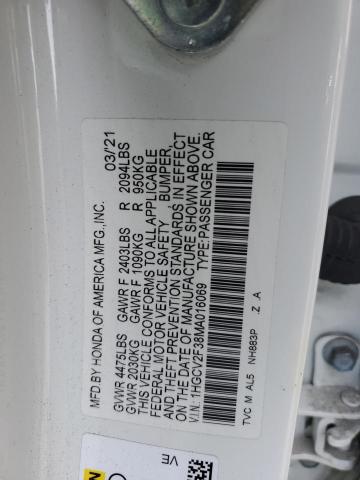 MFD.BY HONDA OF AMERICA MFG.,INC. 03/'21
GVWR 4475LBS GAWR F 2403LBS R 2094LBS
GVWR 2030KG GAWR F 1090KG R 950KG
THIS VEHICLE CONFORMS TO ALL APPLICABLE
FEDERAL MOTOR VEHICLE SAFETY BUMPER,
AND THEFT PREVENTION STANDARDS IN EFFECT
ON THE DATE OF MANUFACTURE SHOWN ABOVE.
VIN: 1HGCV2F38MA016069 TYPE:PASSENGER CAR
TVC M AL5 NH883P .Z .A
VE